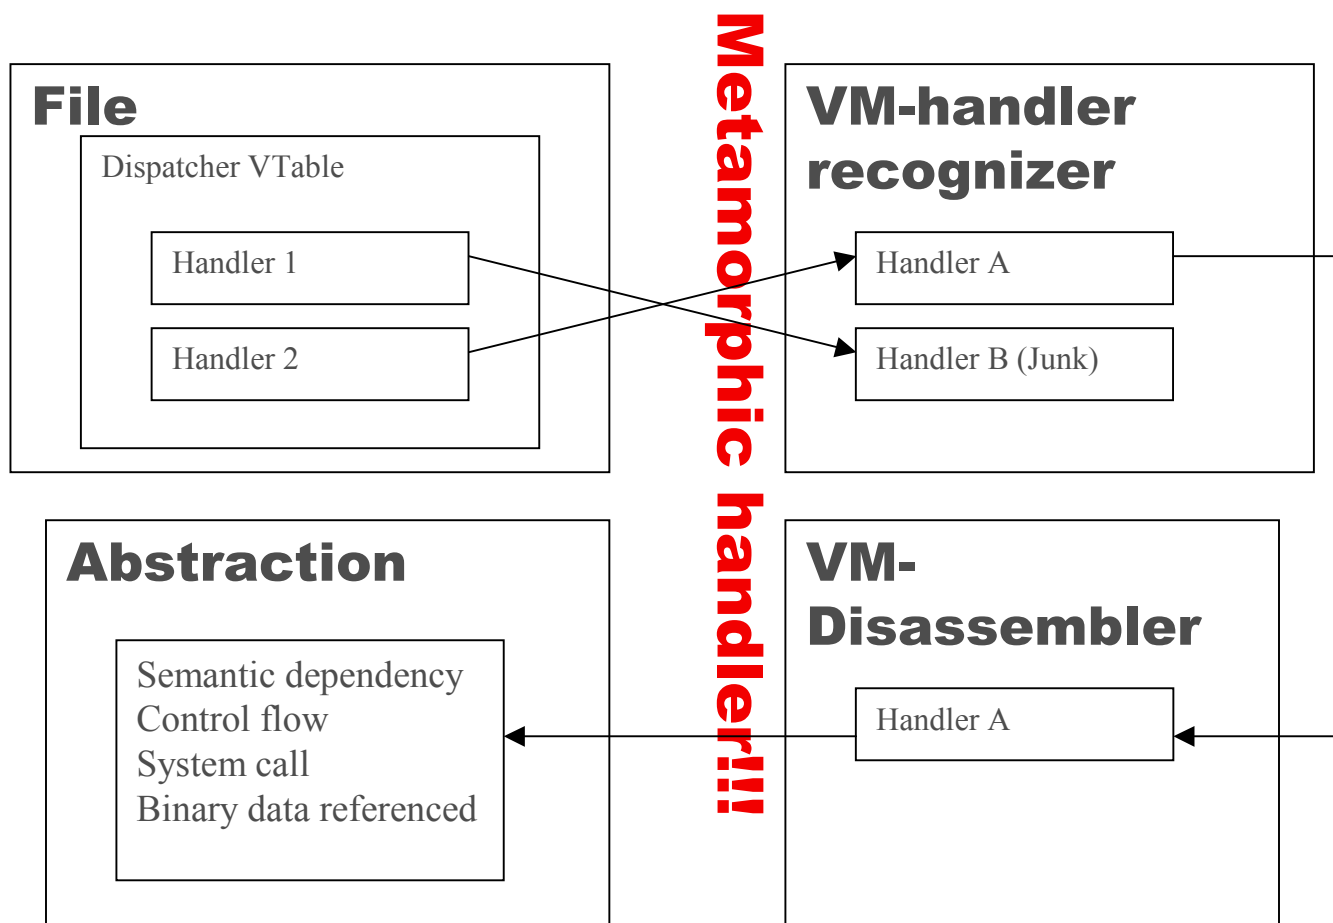 File
Dispatcher VTable
Handler 1
Handler 2
Metamorphic handler!!!
VM-handler
recognizer
Handler A
Handler B (Junk)
Abstraction
Semantic dependency
Control flow
System call
Binary data referenced
VM-
Disassembler
Handler A